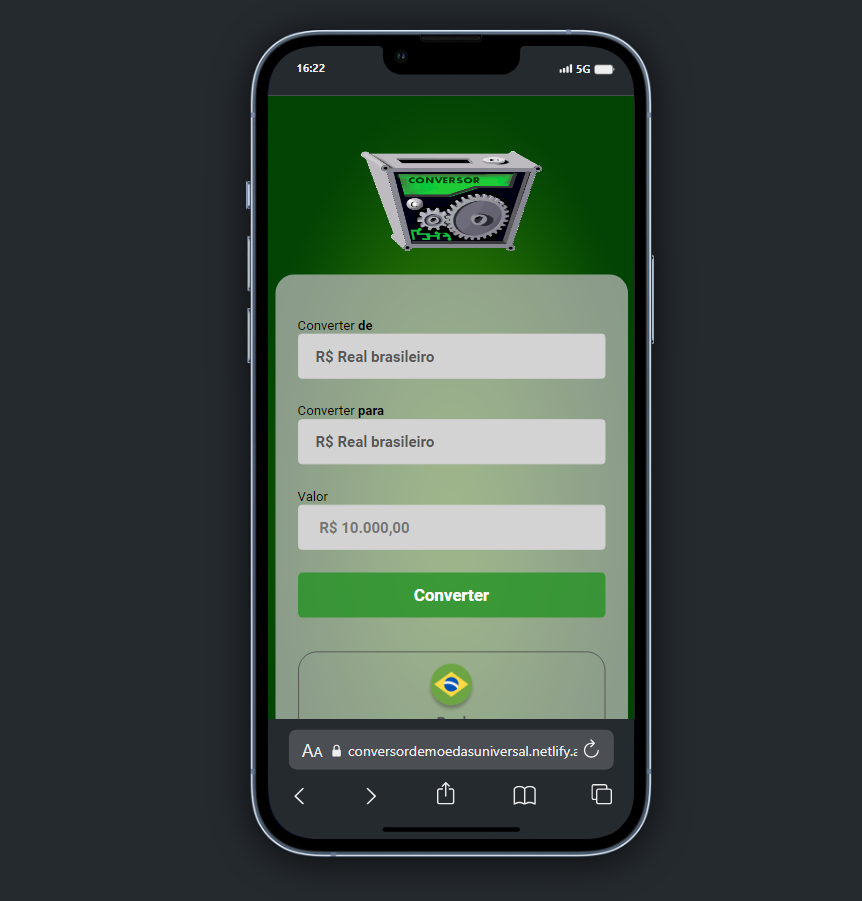 16:22
5G
CONVERSOR
Converter de
R$ Real brasileiro
Converter para
R$ Real brasileiro
Valor
R$ 10.000,00
Converter
AA conversordemoedasuniversal.netlify.a